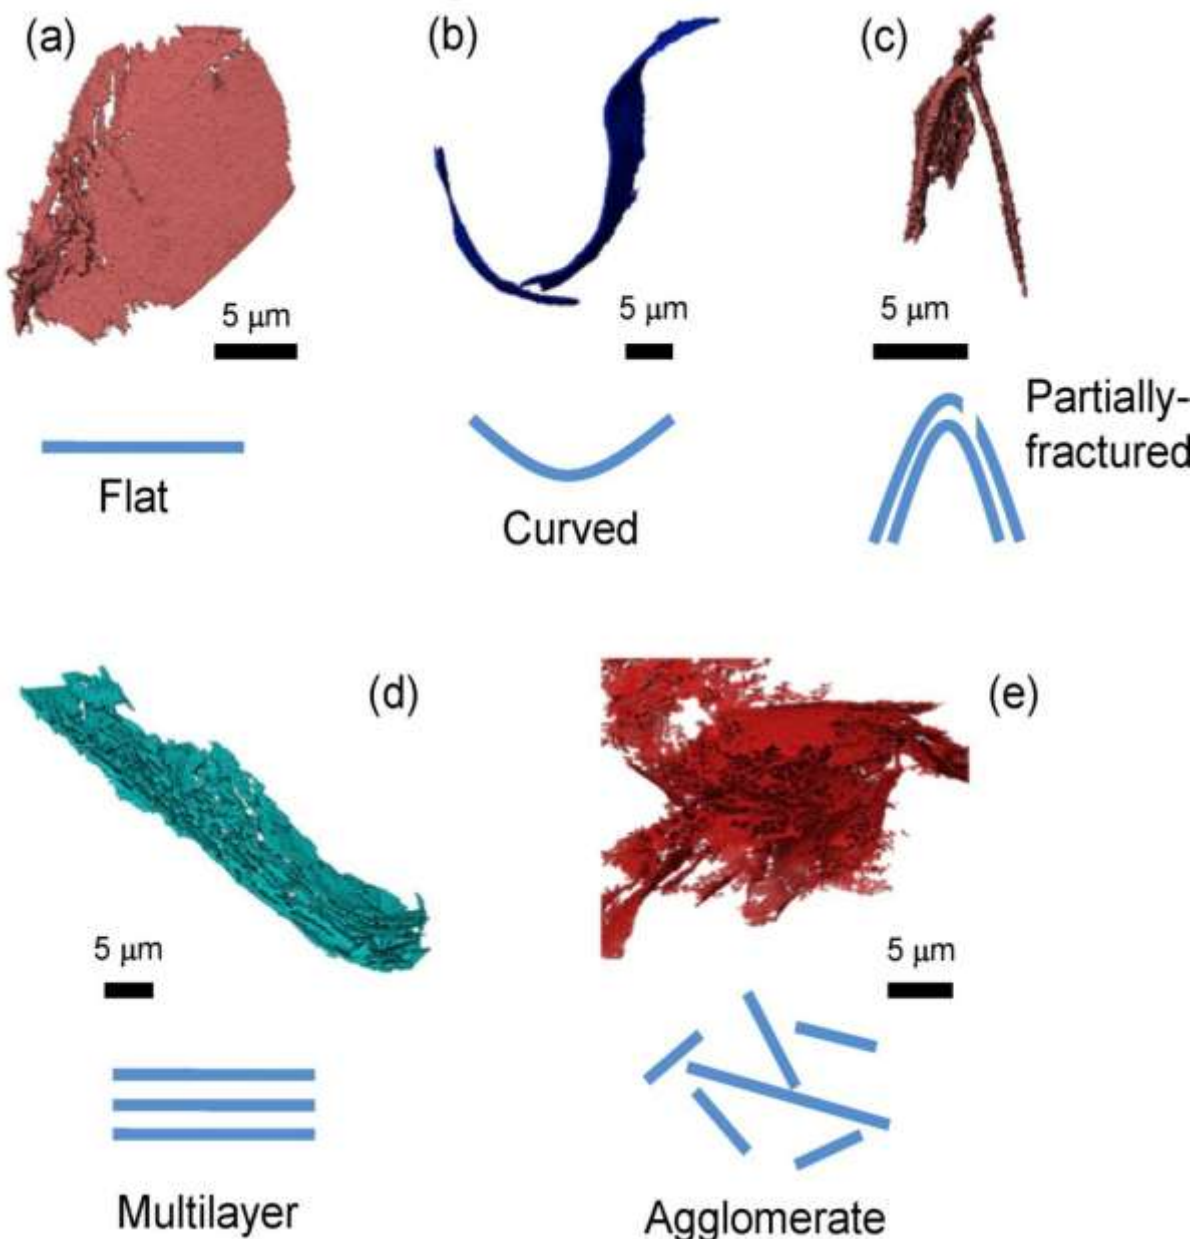 (a)
(b)
(c)
5 μm
5 μm
5 μm
Flat
Curved
Partially-
fractured
(d)
(e)
5 μm
5 μm
Multilayer
Agglomerate